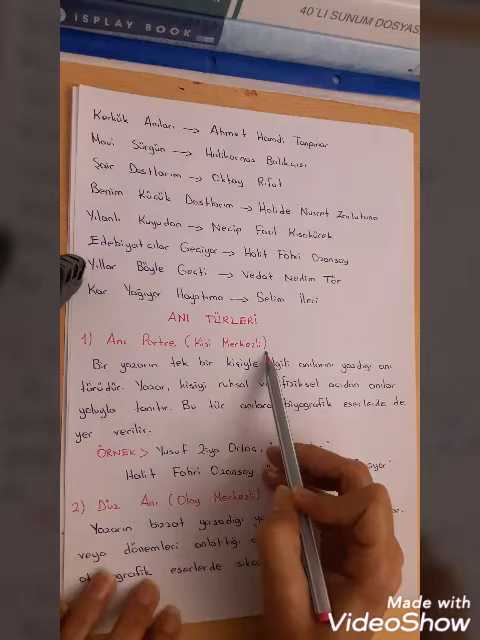 ISPLAY BOOK
40'LI SUNUM DOSYAS
Kerkük Anıları → Ahmet Hamdi Tanpınar
Mavi Sürgün → Halikarnas Balıkçısı
Şair Dostlarım → Oktay Rifat
Benim Küçük Dostlarım → Halide Nusret Zorlutuna
Yılanlı Kuyudan → Necip Fazıl Kısakürek
Edebiyatçılar Geçiyor → Halit Fahri Ozansoy
Yıllar Böyle Geçti → Vedat Nedim Tör
Kar Yağıyor Hayatıma → Selim İleri
ANI TÜRLERİ
1) Anı Portre (Kişi Merkezli)
Bir yazarın tek bir kişiyle ilgili anılarını yazdığı anı
türüdür. Yazar, kişiyi ruhsal ve fiziksel açıdan anılar
yoluyla tanıtır. Bu tür anılara biyografik eserlerde de
yer verilir.
ÖRNEK > Yusuf Ziya Ortaç,
Halit Fahri Ozansoy
2) Düz Anı (Olay Merkezli)
Yazarın bizzat yaşadığı
veya dönemleri anlattığı
eserlerde
Made with
VideoShow